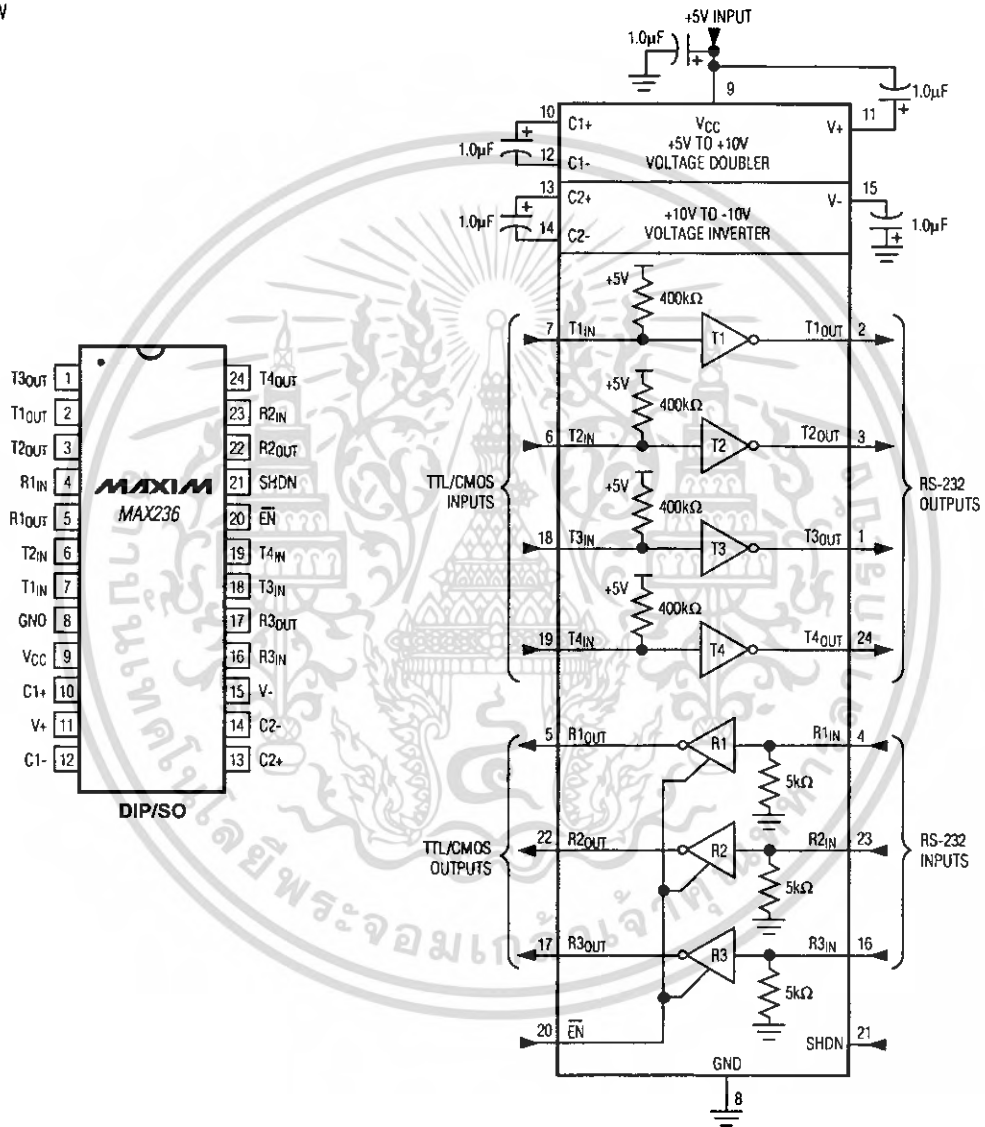 +5V INPUT
1.0µF
9
1.0µF
10 C1+
VCC
+5V TO +10V
VOLTAGE DOUBLER
V+ 11
1.0µF
12 C1-
13 C2+
+10V TO -10V
VOLTAGE INVERTER
V- 15
1.0µF
14 C2-
1.0µF
+5V
400kΩ
7 T1IN
T1
T1OUT 2
+5V
400kΩ
6 T2IN
T2
T2OUT 3
TTL/CMOS
INPUTS
RS-232
OUTPUTS
+5V
400kΩ
18 T3IN
T3
T3OUT 1
+5V
400kΩ
19 T4IN
T4
T4OUT 24
5 R1OUT
R1
R1IN 4
5kΩ
22 R2OUT
R2
R2IN 23
5kΩ
TTL/CMOS
OUTPUTS
RS-232
INPUTS
17 R3OUT
R3
R3IN 16
5kΩ
20 EN
SHDN 21
GND
8
T3OUT 1
T1OUT 2
T2OUT 3
R1IN 4
R1OUT 5
T2IN 6
T1IN 7
GND 8
VCC 9
C1+ 10
V+ 11
C1- 12
MAXIM
MAX236
24 T4OUT
23 R2IN
22 R2OUT
21 SHDN
20 EN
19 T4IN
18 T3IN
17 R3OUT
16 R3IN
15 V-
14 C2-
13 C2+
DIP/SO